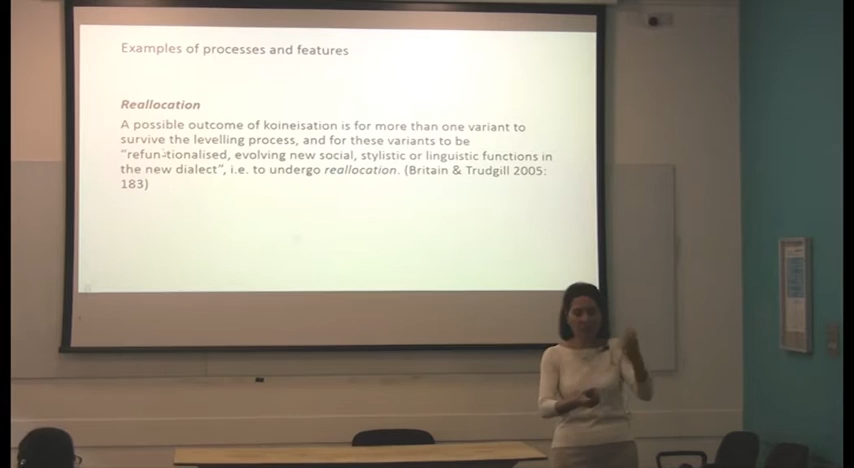 Examples of processes and features
Reallocation
A possible outcome of koineisation is for more than one variant to
survive the levelling process, and for these variants to be
"refunctionalised, evolving new social, stylistic or linguistic functions in
the new dialect", i.e. to undergo reallocation. (Britain & Trudgill 2005:
183)